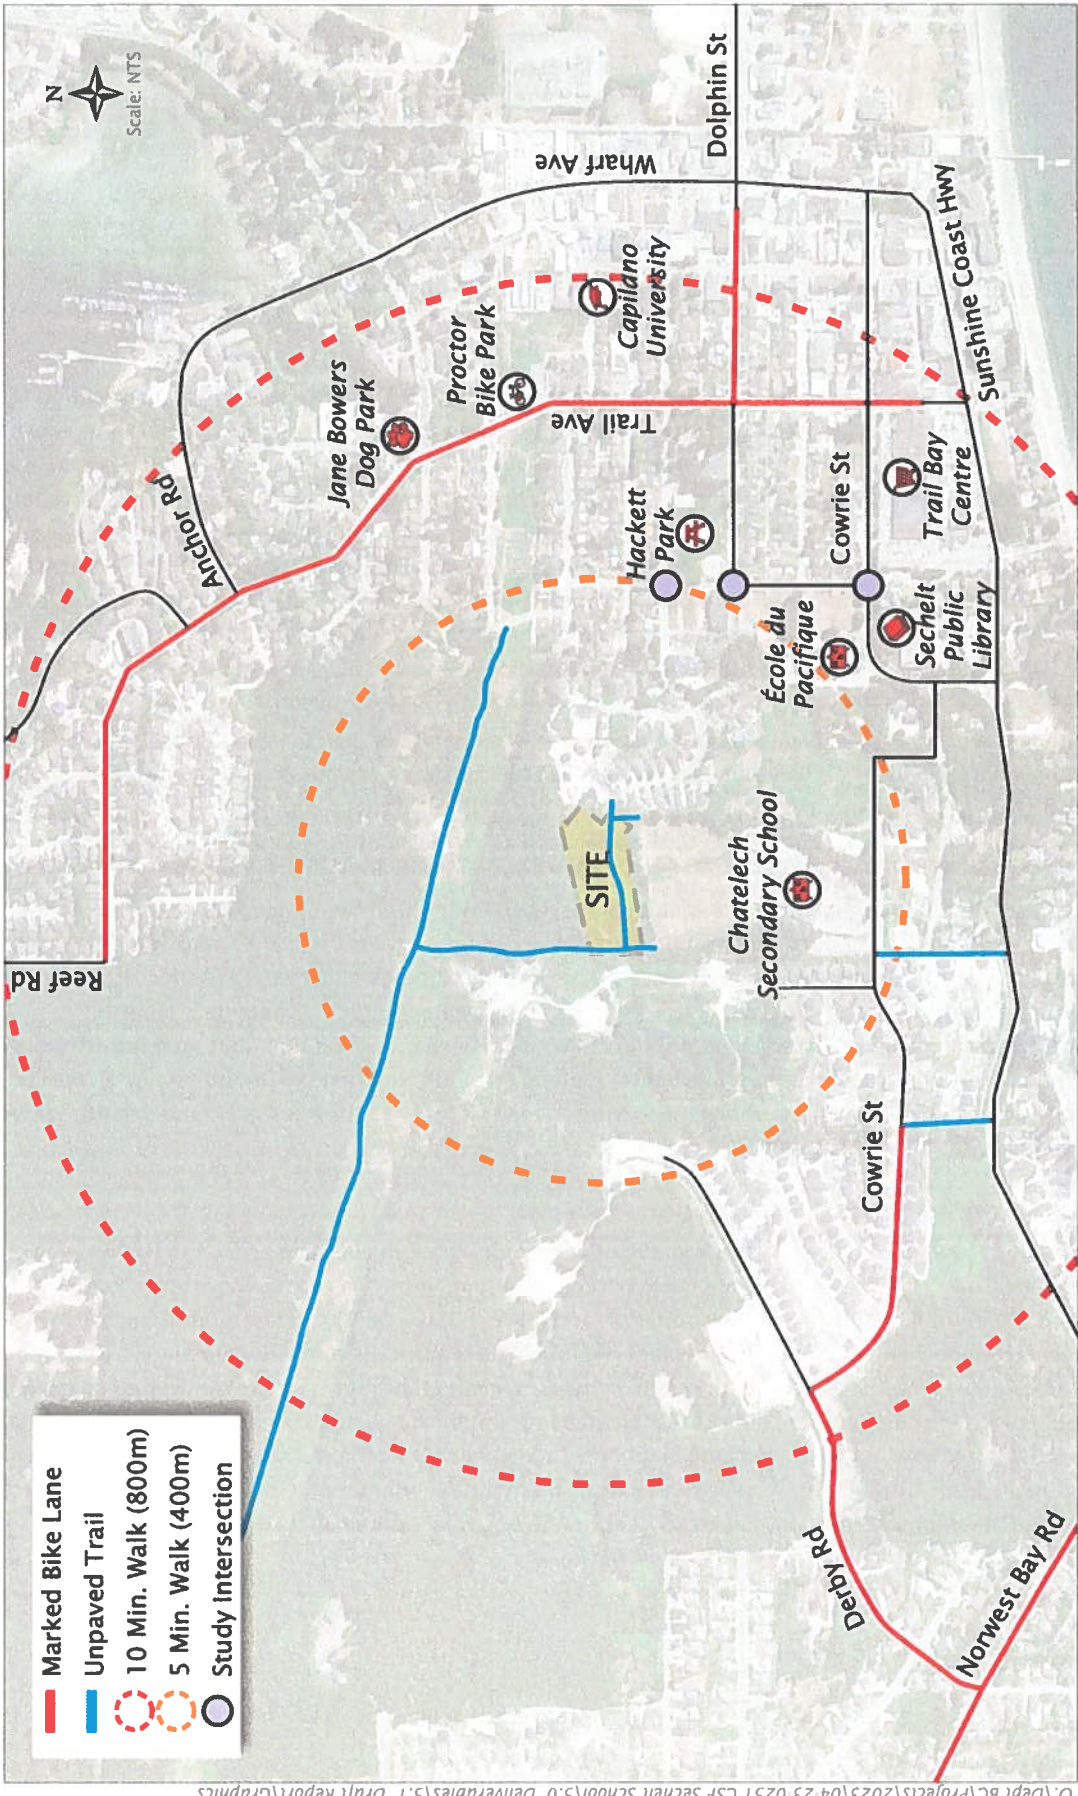 Marked Bike Lane
Unpaved Trail
10 Min. Walk (800m)
5 Min. Walk (400m)
Study Intersection
N
Scale: NTS
Reef Rd
Anchor Rd
Jane Bowers
Dog Park
Proctor
Bike Park
Wharf Ave
Capilano
University
Trail Ave
Dolphin St
Hackett
Park
SITE
École du
Pacifique
Cowrie St
Trail Bay
Centre
Sechelt
Public
Library
Sunshine Coast Hwy
Chatelech
Secondary School
Cowrie St
Derby Rd
Norwest Bay Rd